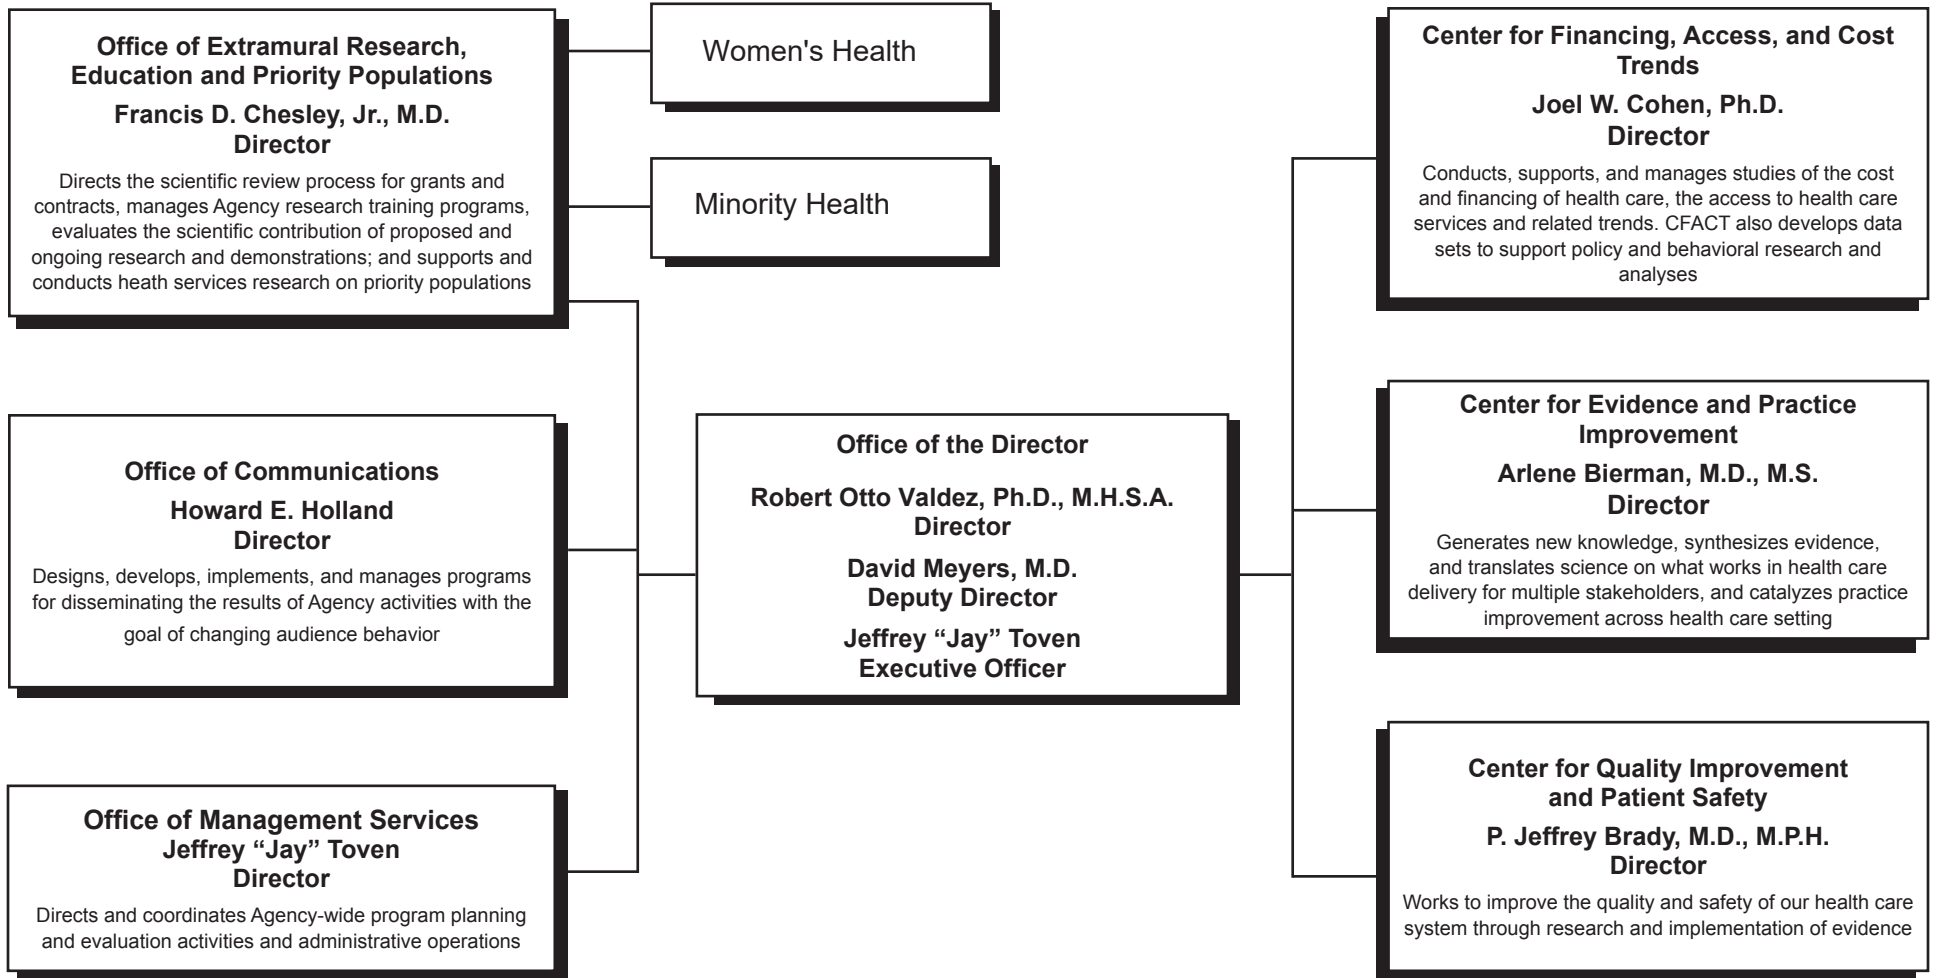 Office of Extramural Research,
Education and Priority Populations
Francis D. Chesley, Jr., M.D.
Director
Directs the scientific review process for grants and
contracts, manages Agency research training programs,
evaluates the scientific contribution of proposed and
ongoing research and demonstrations; and supports and
conducts heath services research on priority populations
Women's Health
Minority Health
Office of Communications
Howard E. Holland
Director
Designs, develops, implements, and manages programs
for disseminating the results of Agency activities with the
goal of changing audience behavior
Office of Management Services
Jeffrey “Jay” Toven
Director
Directs and coordinates Agency-wide program planning
and evaluation activities and administrative operations
Office of the Director
Robert Otto Valdez, Ph.D., M.H.S.A.
Director
David Meyers, M.D.
Deputy Director
Jeffrey “Jay” Toven
Executive Officer
Center for Financing, Access, and Cost
Trends
Joel W. Cohen, Ph.D.
Director
Conducts, supports, and manages studies of the cost
and financing of health care, the access to health care
services and related trends. CFACT also develops data
sets to support policy and behavioral research and
analyses
Center for Evidence and Practice
Improvement
Arlene Bierman, M.D., M.S.
Director
Generates new knowledge, synthesizes evidence,
and translates science on what works in health care
delivery for multiple stakeholders, and catalyzes practice
improvement across health care setting
Center for Quality Improvement
and Patient Safety
P. Jeffrey Brady, M.D., M.P.H.
Director
Works to improve the quality and safety of our health care
system through research and implementation of evidence